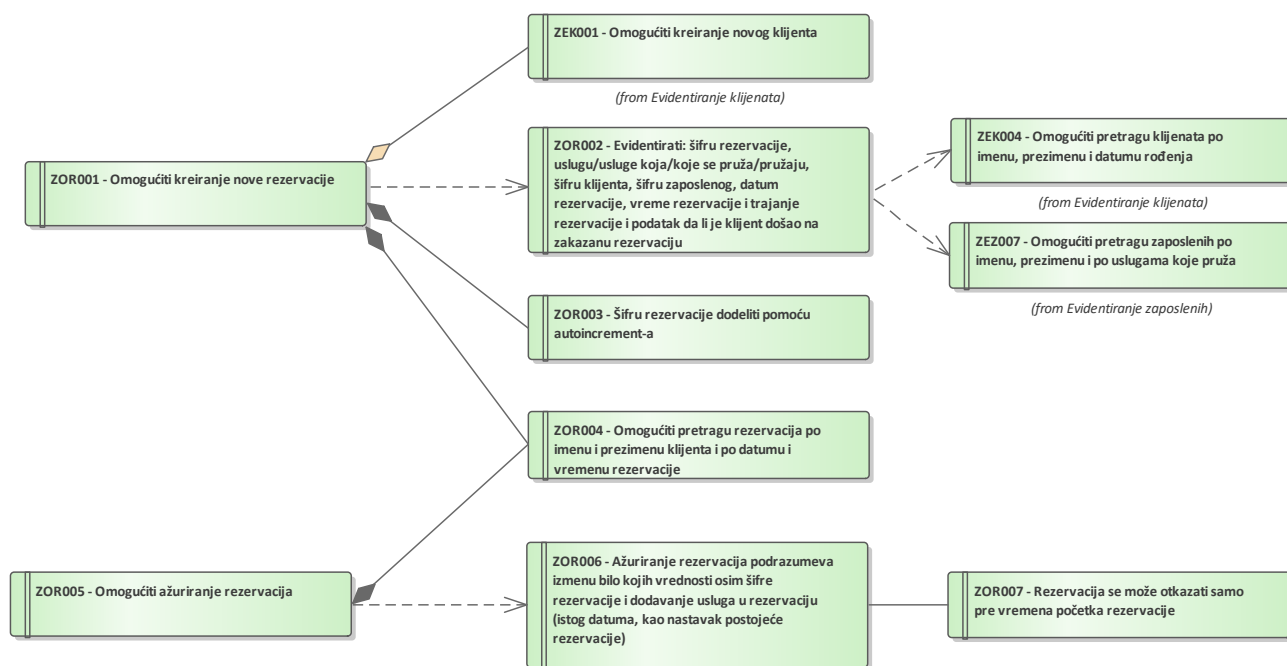 ZEK001 - Omogućiti kreiranje novog klijenta
(from Evidentiranje klijenata)
ZOR001 - Omogućiti kreiranje nove rezervacije
ZOR002 - Evidentirati: šifru rezervacije,
uslugu/usluge koja/koje se pruža/pružaju,
šifru klijenta, šifru zaposlenog, datum
rezervacije, vreme rezervacije i trajanje
rezervacije i podatak da li je klijent došao na
zakazanu rezervaciju
ZEK004 - Omogućiti pretragu klijenata po
imenu, prezimenu i datumu rođenja
(from Evidentiranje klijenata)
ZEZ007 - Omogućiti pretragu zaposlenih po
imenu, prezimenu i po uslugama koje pruža
(from Evidentiranje zaposlenih)
ZOR003 - Šifru rezervacije dodeliti pomoću
autoincrement-a
ZOR004 - Omogućiti pretragu rezervacija po
imenu i prezimenu klijenta i po datumu i
vremenu rezervacije
ZOR005 - Omogućiti ažuriranje rezervacija
ZOR006 - Ažuriranje rezervacija podrazumeva
izmenu bilo kojih vrednosti osim šifre
rezervacije i dodavanje usluga u rezervaciju
(istog datuma, kao nastavak postojeće
rezervacije)
ZOR007 - Rezervacija se može otkazati samo
pre vremena početka rezervacije